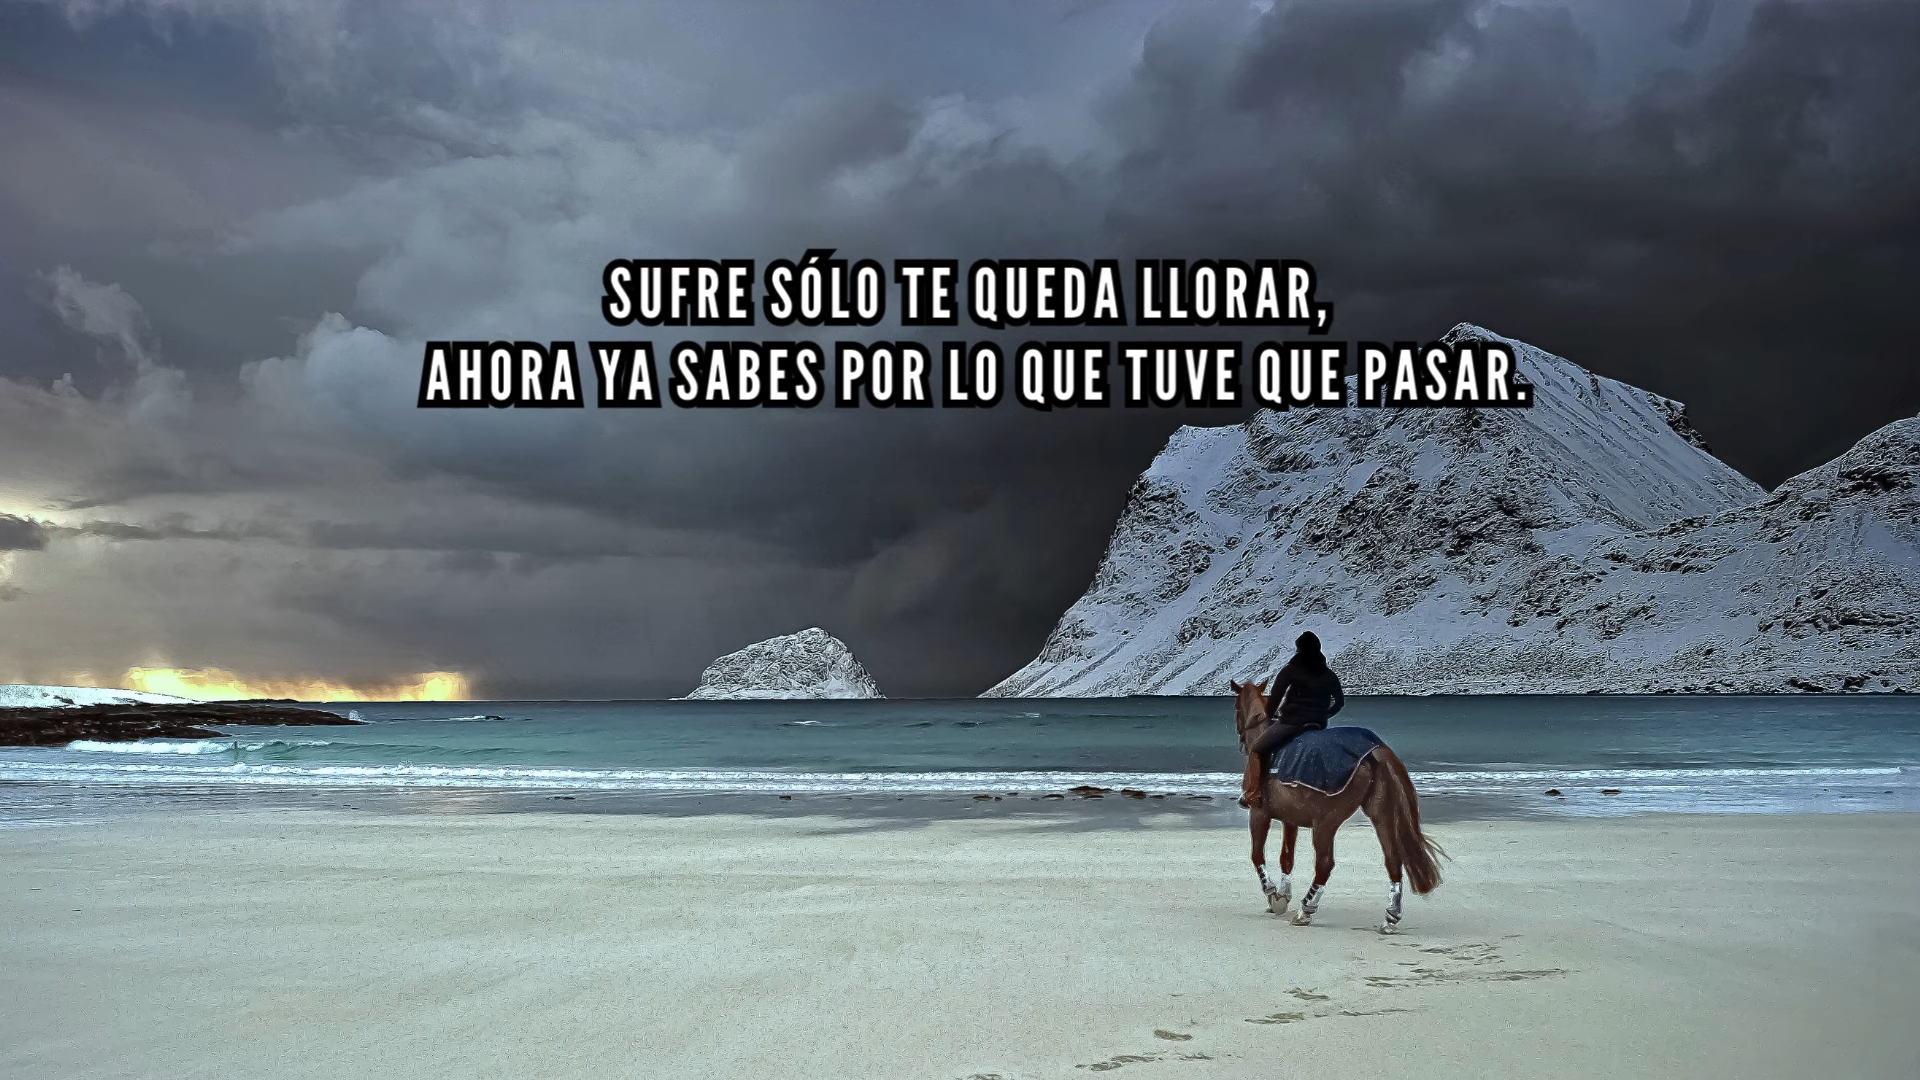 SUFRE SÓLO TE QUEDA LLORAR,
AHORA YA SABES POR LO QUE TUVE QUE PASAR.